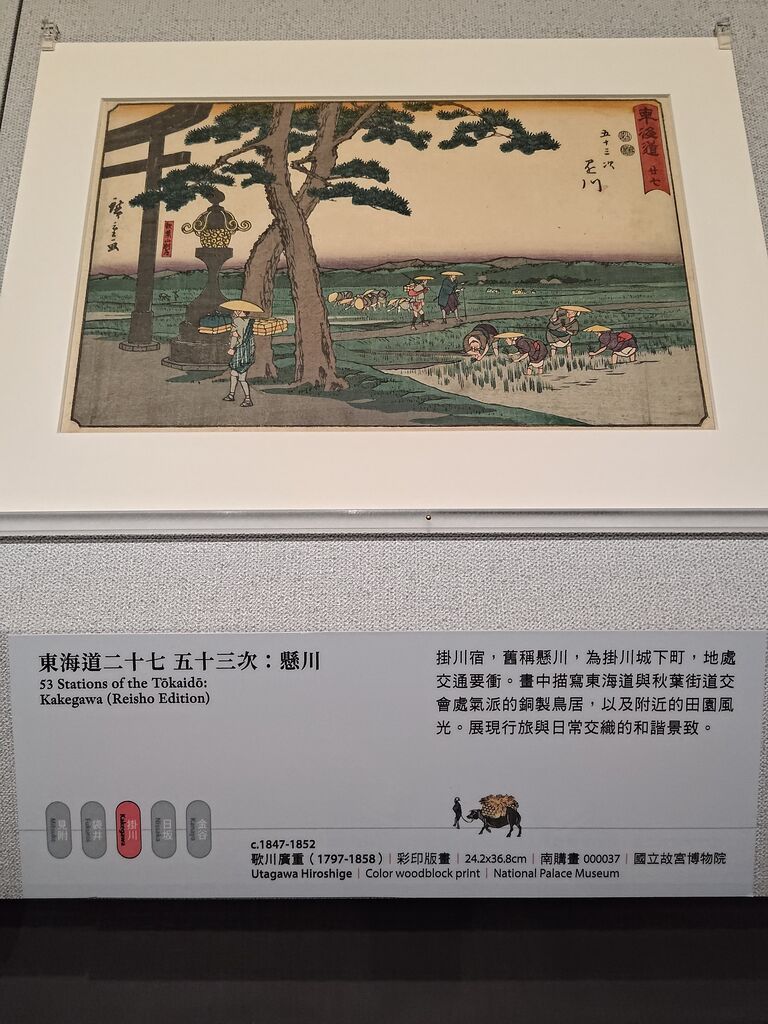 東海道 廿七
五十三次
廣重画
東海道二十七 五十三次：懸川
53 Stations of the Tōkaidō:
Kakegawa (Reisho Edition)
掛川宿，舊稱懸川，為掛川城下町，地處
交通要衝。畫中描寫東海道與秋葉街道交
會處氣派的銅製鳥居，以及附近的田園風
光。展現行旅與日常交織的和諧景致。
見附
袋井
掛川
Kakegawa
日坂
金谷
c.1847-1852
歌川廣重（1797-1858）｜彩印版畫｜24.2x36.8cm｜南購畫 000037｜國立故宮博物院
Utagawa Hiroshige｜Color woodblock print｜National Palace Museum